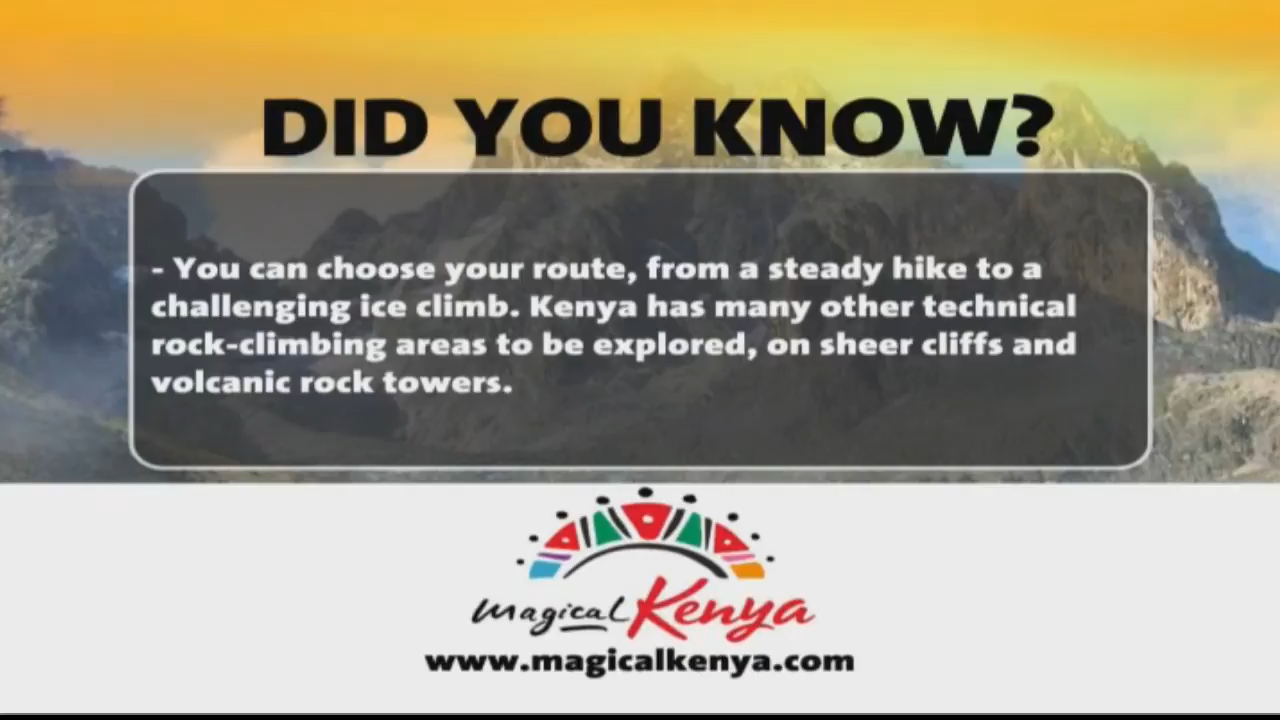 DID YOU KNOW?
- You can choose your route, from a steady hike to a
challenging ice climb. Kenya has many other technical
rock-climbing areas to be explored, on sheer cliffs and
volcanic rock towers.
magical Kenya
www.magicalkenya.com